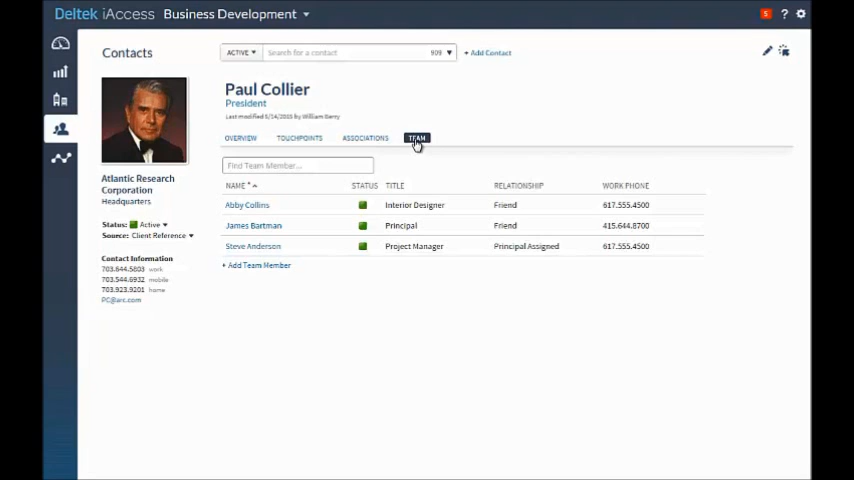 Deltek iAccess Business Development
5 ?
Contacts
ACTIVE Search for a contact 909 + Add Contact
Paul Collier
President
Last modified 5/14/2015 by William Berry
OVERVIEW TOUCHPOINTS ASSOCIATIONS TEAM
Find Team Member...
NAME STATUS TITLE RELATIONSHIP WORK PHONE
Abby Collins Interior Designer Friend 617.555.4500
James Bartman Principal Friend 415.644.8700
Steve Anderson Project Manager Principal Assigned 617.555.4500
+ Add Team Member
Atlantic Research
Corporation
Headquarters
Status: Active
Source: Client Reference
Contact Information
703.844.5803 work
703.544.6932 mobile
703.923.9201 home
PC@arc.com